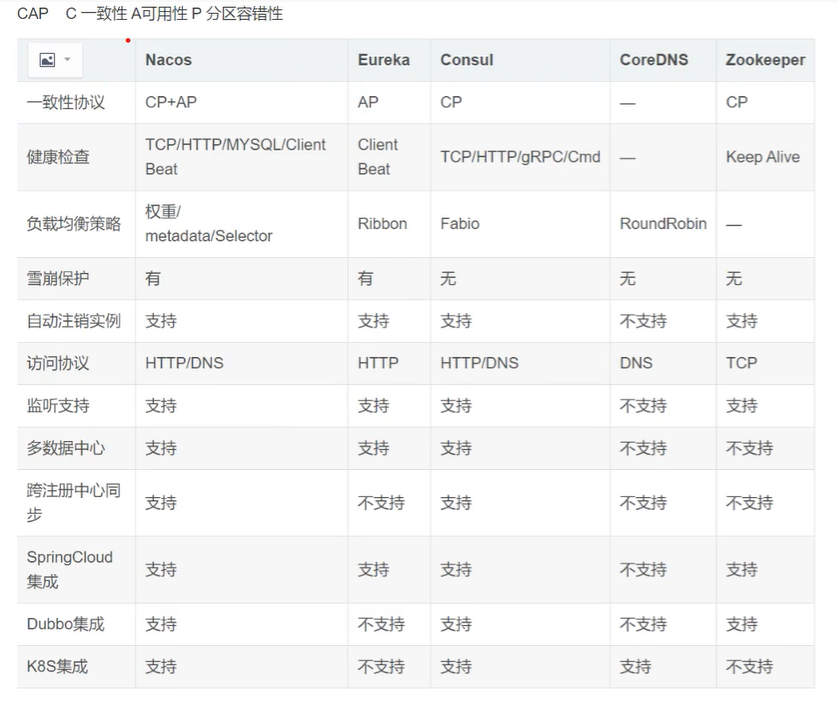 CAP C 一致性 A可用性 P 分区容错性
Nacos Eureka Consul CoreDNS Zookeeper
一致性协议 CP+AP AP CP — CP
健康检查 TCP/HTTP/MYSQL/Client Beat Client Beat TCP/HTTP/gRPC/Cmd — Keep Alive
负载均衡策略 权重/ metadata/Selector Ribbon Fabio RoundRobin —
雪崩保护 有 有 无 无 无
自动注销实例 支持 支持 支持 不支持 支持
访问协议 HTTP/DNS HTTP HTTP/DNS DNS TCP
监听支持 支持 支持 支持 不支持 支持
多数据中心 支持 支持 支持 不支持 不支持
跨注册中心同步 支持 不支持 支持 不支持 不支持
SpringCloud集成 支持 支持 支持 不支持 支持
Dubbo集成 支持 不支持 支持 不支持 支持
K8S集成 支持 不支持 支持 支持 不支持